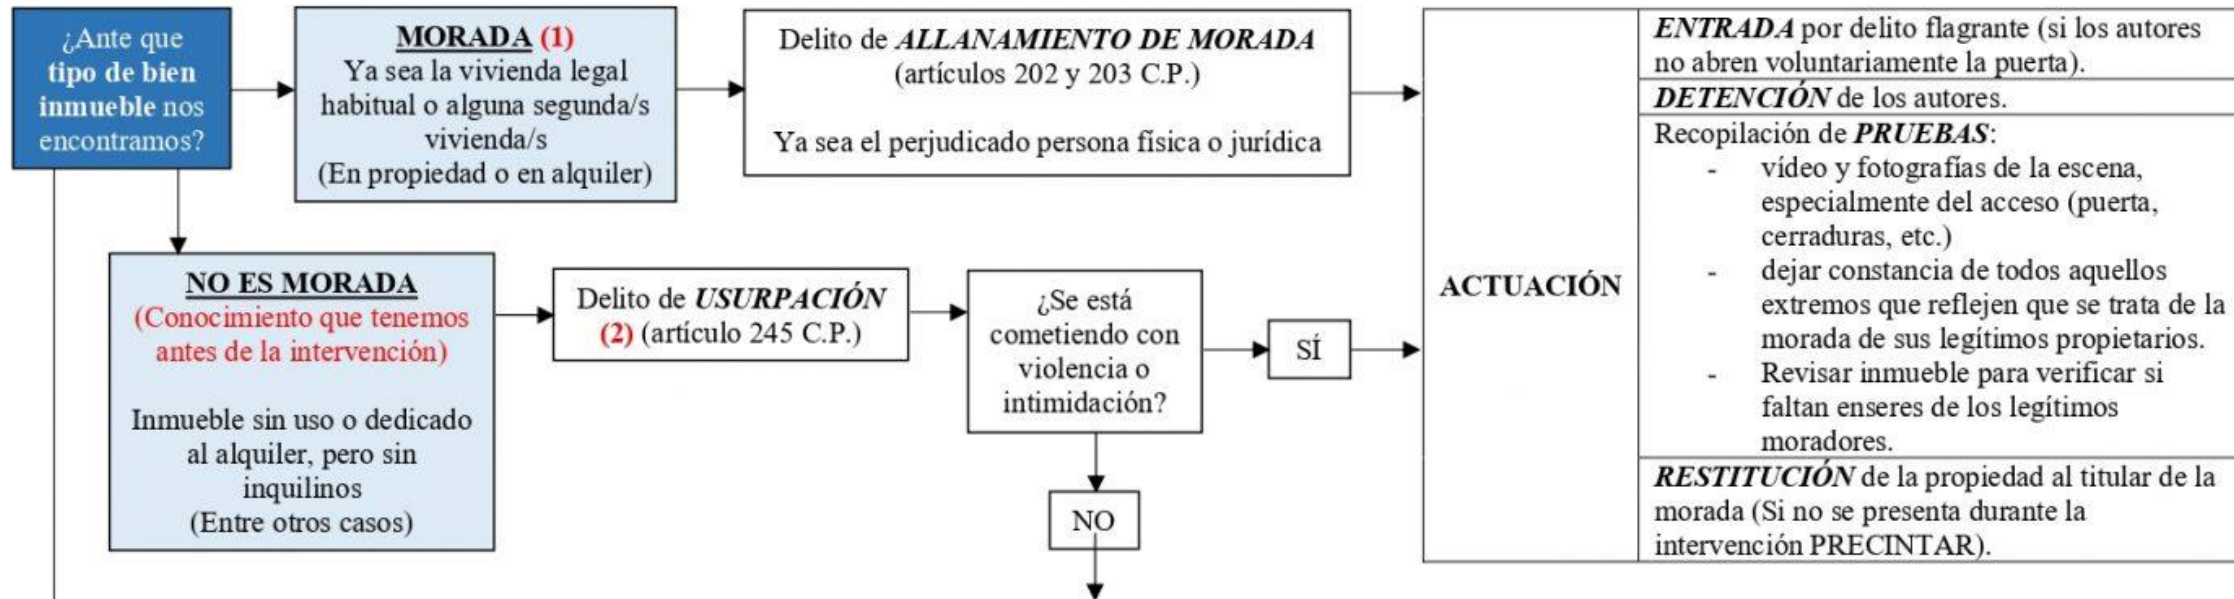 ¿Ante que
tipo de bien
inmueble nos
encontramos?
MORADA (1)
Ya sea la vivienda legal
habitual o alguna segunda/s
vivienda/s
(En propiedad o en alquiler)
Delito de ALLANAMIENTO DE MORADA
(artículos 202 y 203 C.P.)
Ya sea el perjudicado persona física o jurídica
NO ES MORADA
(Conocimiento que tenemos
antes de la intervención)
Inmueble sin uso o dedicado
al alquiler, pero sin
inquilinos
(Entre otros casos)
Delito de USURPACIÓN
(2) (artículo 245 C.P.)
¿Se está
cometiendo con
violencia o
intimidación?
SÍ
NO
ACTUACIÓN
ENTRADA por delito flagrante (si los autores
no abren voluntariamente la puerta).
DETENCIÓN de los autores.
Recopilación de PRUEBAS:
- vídeo y fotografías de la escena,
especialmente del acceso (puerta,
cerraduras, etc.)
- dejar constancia de todos aquellos
extremos que reflejen que se trata de la
morada de sus legítimos propietarios.
- Revisar inmueble para verificar si
faltan enseres de los legítimos
moradores.
RESTITUCIÓN de la propiedad al titular de la
morada (Si no se presenta durante la
intervención PRECINTAR).